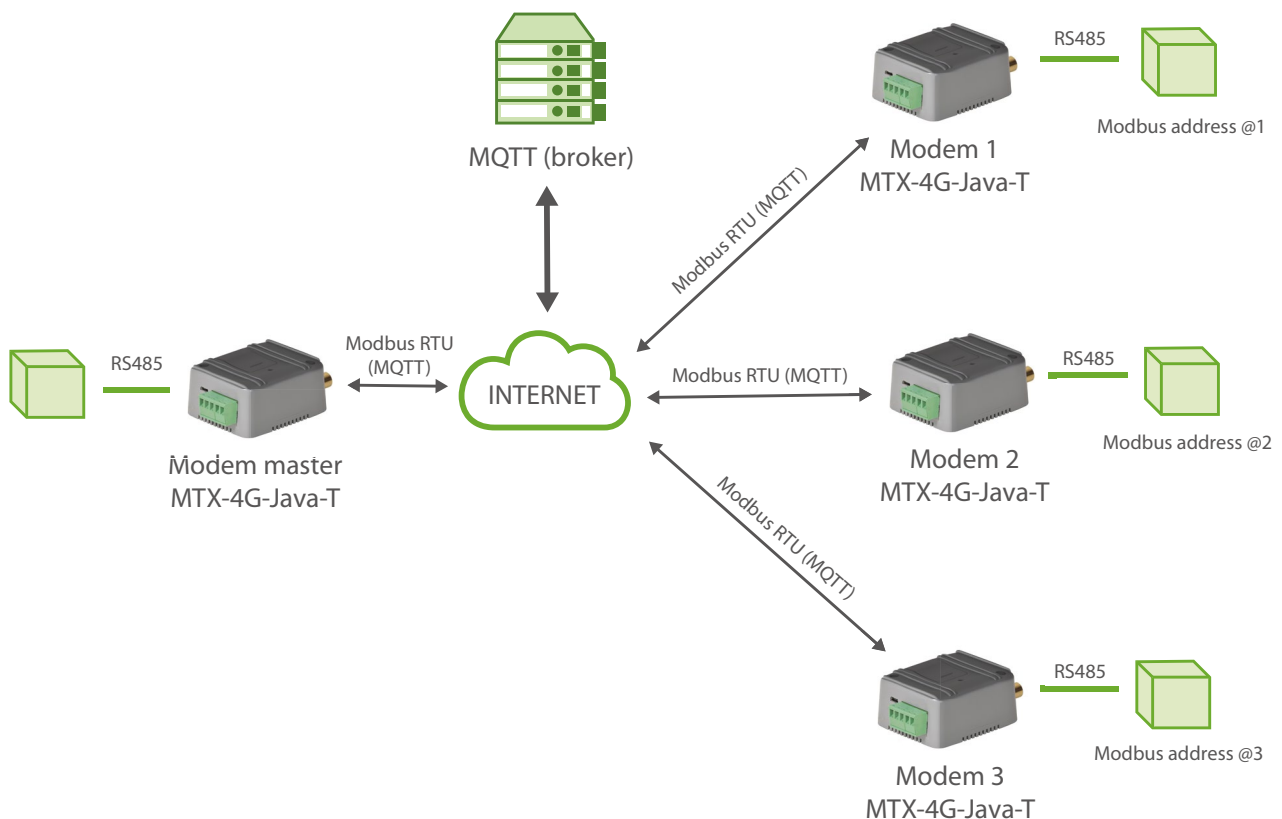 MQTT (broker)
RS485
Modbus address @1
Modem 1
MTX-4G-Java-T
Modbus RTU (MQTT)
RS485
Modbus RTU
(MQTT)
INTERNET
Modbus RTU (MQTT)
RS485
Modbus address @2
Modem master
MTX-4G-Java-T
Modem 2
MTX-4G-Java-T
Modbus RTU (MQTT)
RS485
Modbus address @3
Modem 3
MTX-4G-Java-T